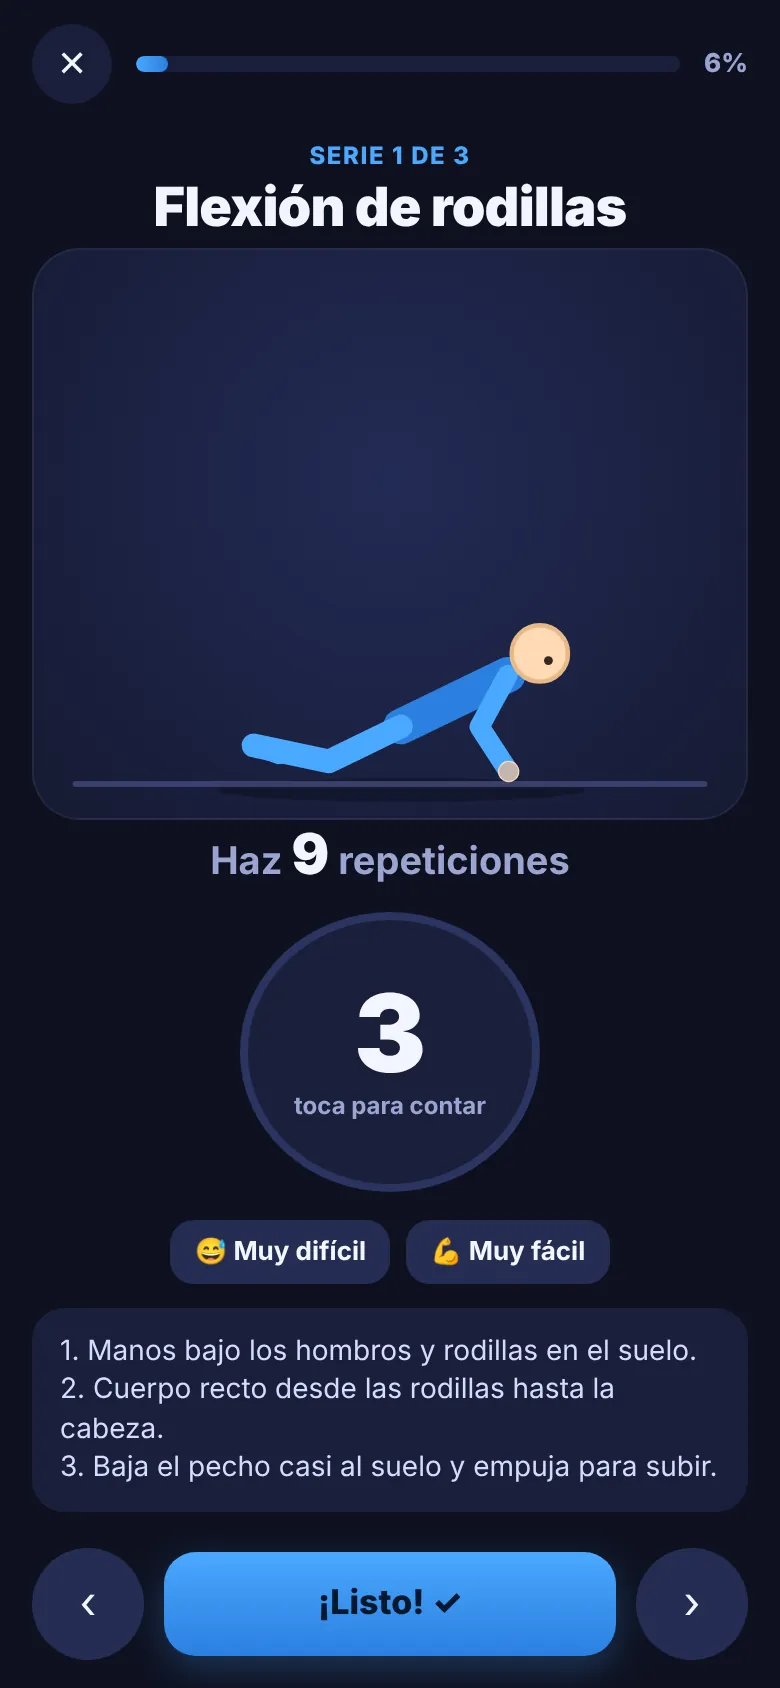 ✕ 6%
SERIE 1 DE 3
Flexión de rodillas
Haz 9 repeticiones
3
toca para contar
😅 Muy difícil 💪 Muy fácil
1. Manos bajo los hombros y rodillas en el suelo.
2. Cuerpo recto desde las rodillas hasta la
cabeza.
3. Baja el pecho casi al suelo y empuja para subir.
‹ ¡Listo! ✓ ›